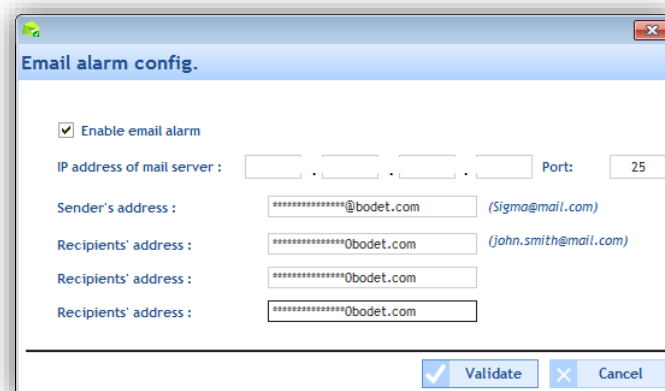 Email alarm config.
Enable email alarm
IP address of mail server : . . . Port: 25
Sender's address : ***************@bodet.com (Sigma@mail.com)
Recipients' address : ***************0bodet.com (john.smith@mail.com)
Recipients' address : ***************0bodet.com
Recipients' address : ***************0bodet.com
Validate Cancel